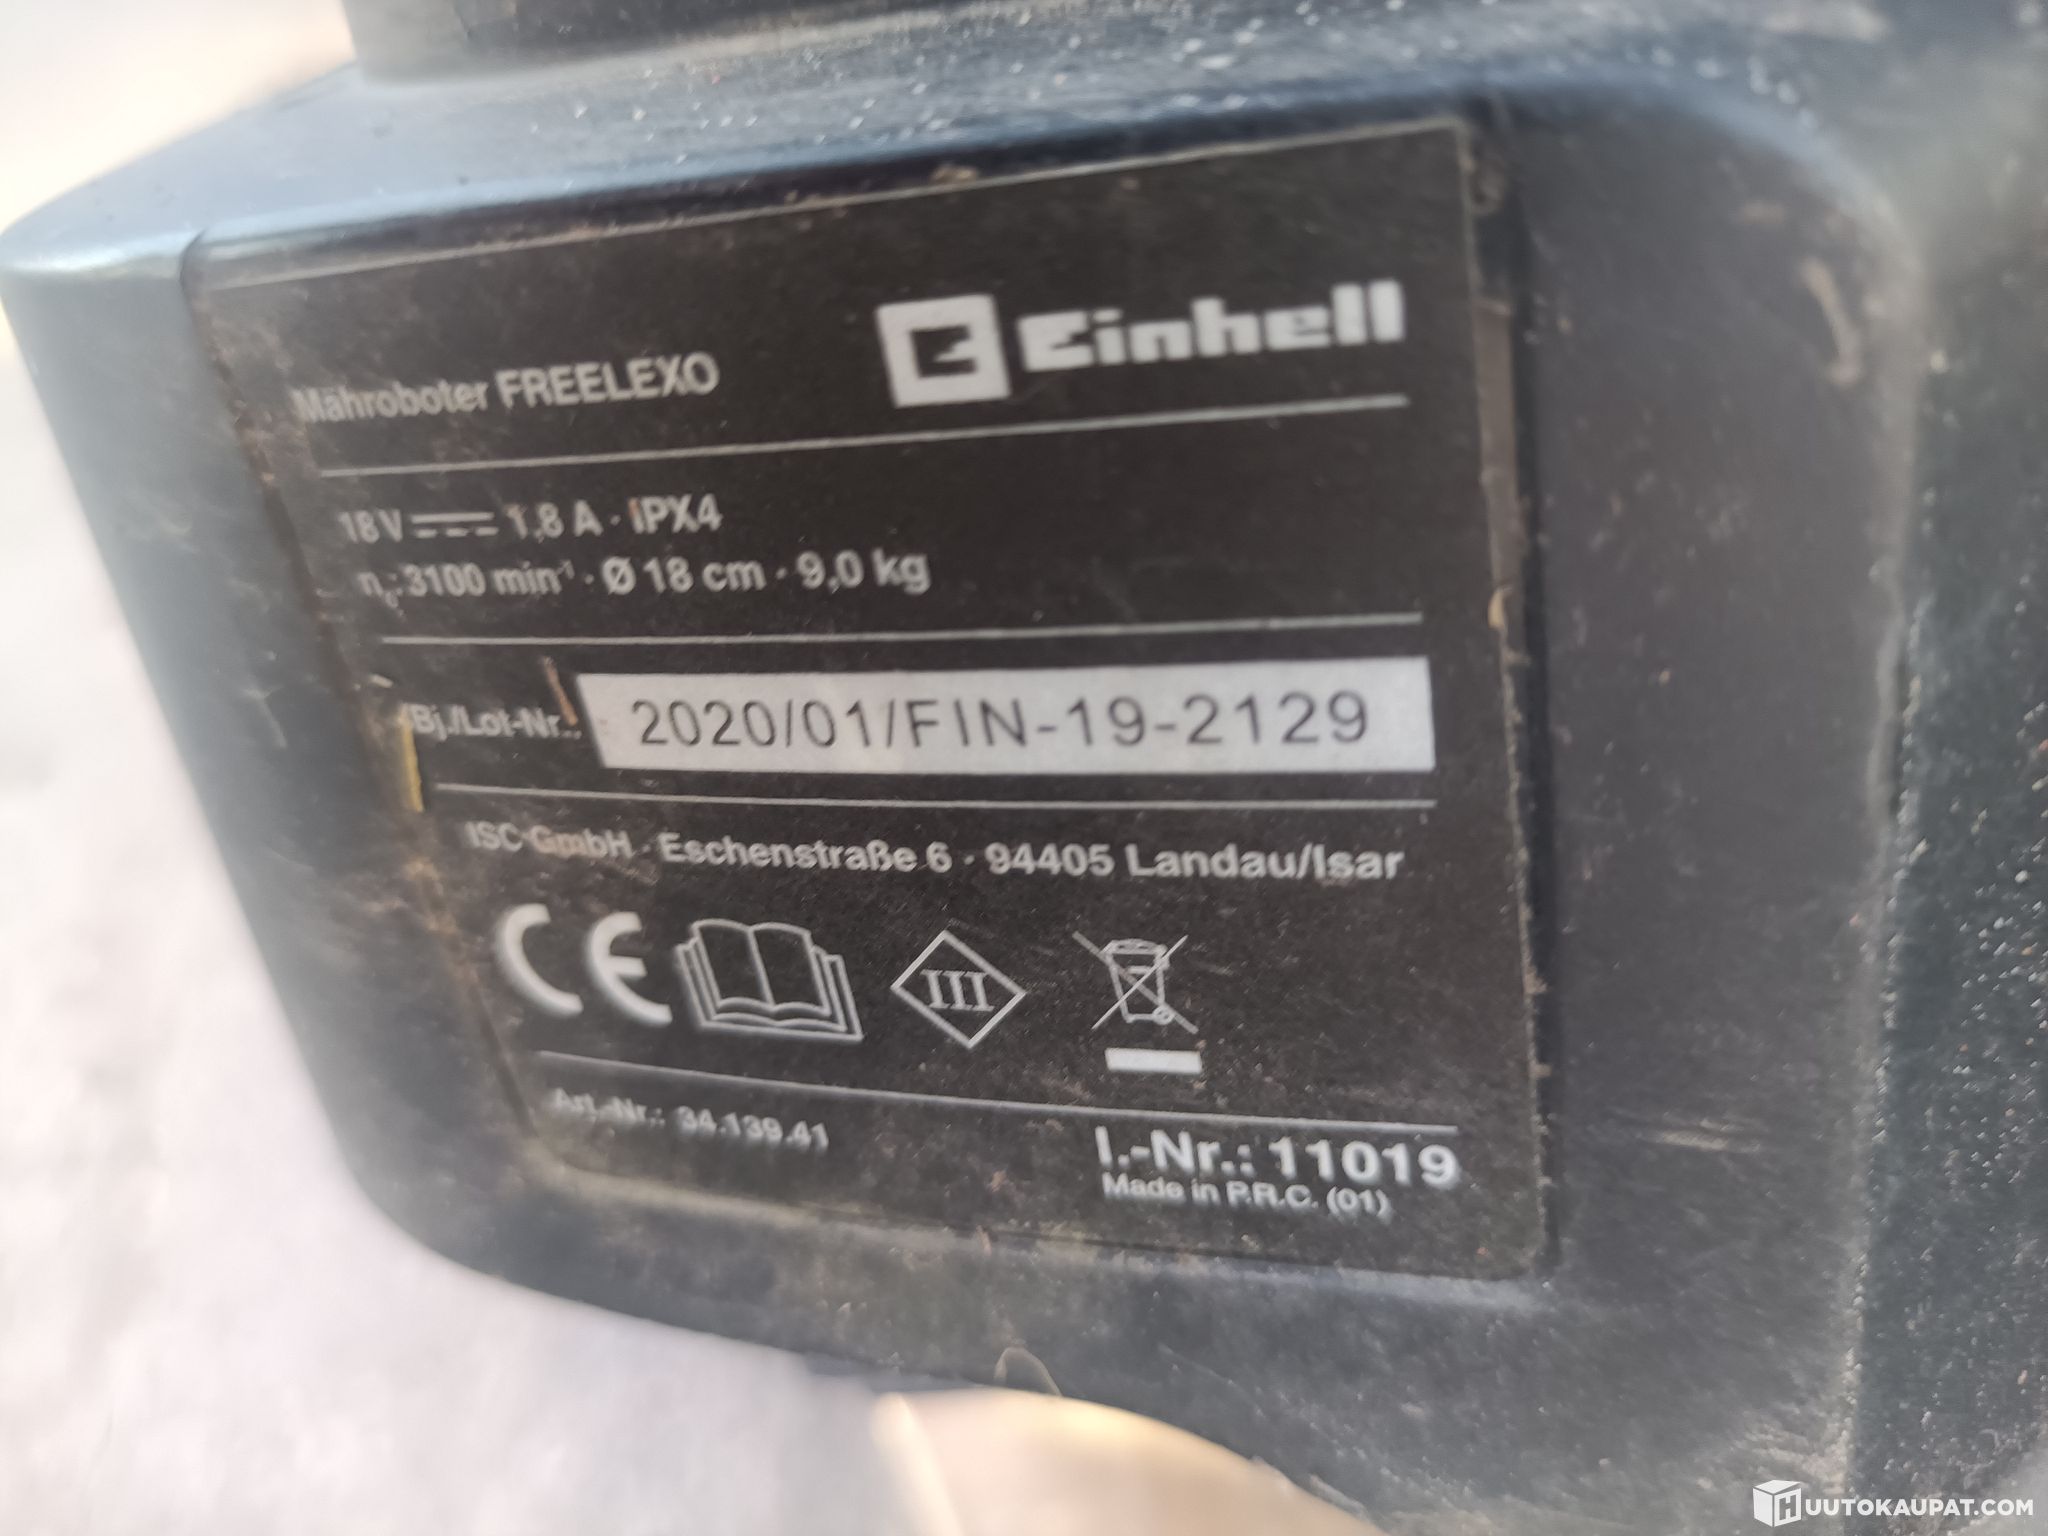 Mähroboter FREELEXO
Einhell
18 V 1,8 A · IPX4
n₀: 3100 min⁻¹ · Ø 18 cm · 9,0 kg
Bj./Lot-Nr.: 2020/01/FIN-19-2129
ISC GmbH · Eschenstraße 6 · 94405 Landau/Isar
CE
III
Art.-Nr.: 34.139.41
I.-Nr.: 11019
Made in P.R.C. (01)
HUUTOKAUPAT.COM